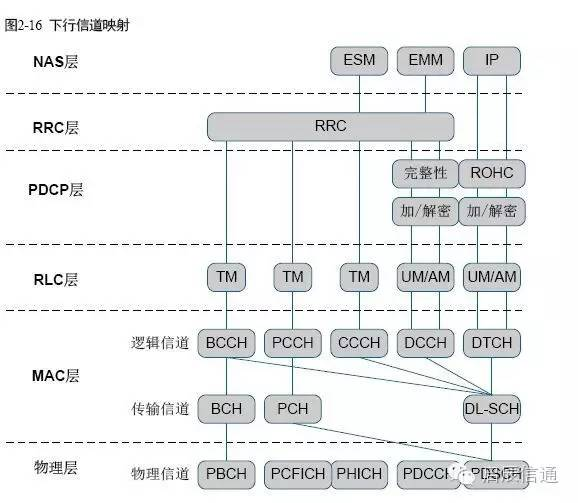 图2-16 下行信道映射
NAS层 ESM EMM IP
RRC层 RRC
完整性 ROHC
PDCP层
加/解密 加/解密
RLC层 TM TM TM UM/AM UM/AM
逻辑信道 BCCH PCCH CCCH DCCH DTCH
MAC层
传输信道 BCH PCH DL-SCH
物理层 物理信道 PBCH PCFICH PHICH PDCCH PDSCH
信通